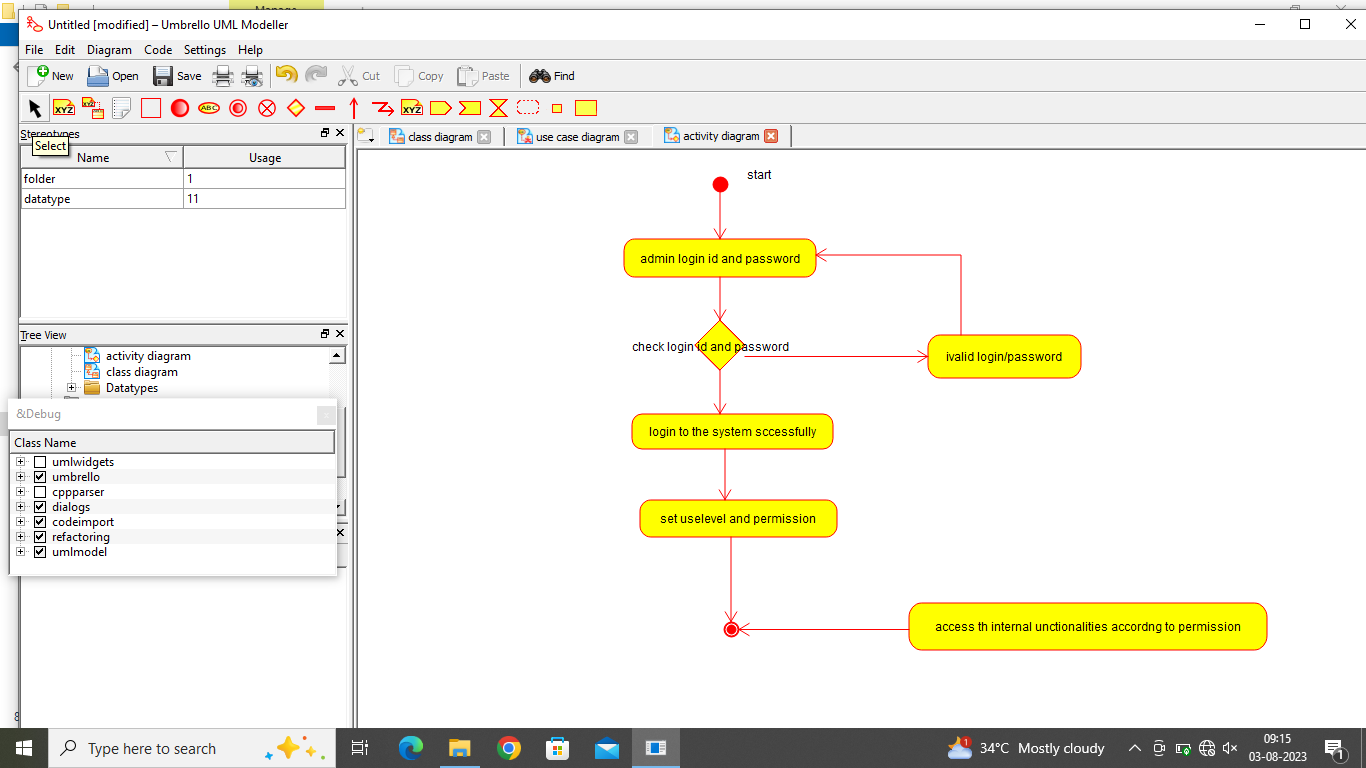 Manage
Untitled [modified] – Umbrello UML Modeller
File Edit Diagram Code Settings Help
New Open Save Cut Copy Paste Find
XYZ XYZ ABC XYZ
Stereotypes
Select
class diagram use case diagram activity diagram
Name Usage
folder 1
datatype 11
Tree View
activity diagram
class diagram
Datatypes
&Debug
x
Class Name
umlwidgets
umbrello
cppparser
dialogs
codeimport
refactoring
umlmodel
start
admin login id and password
check login id and password
ivalid login/password
login to the system sccessfully
set uselevel and permission
access th internal unctionalities accordng to permission
8
Type here to search
1
34°C Mostly cloudy
09:15
03-08-2023
1